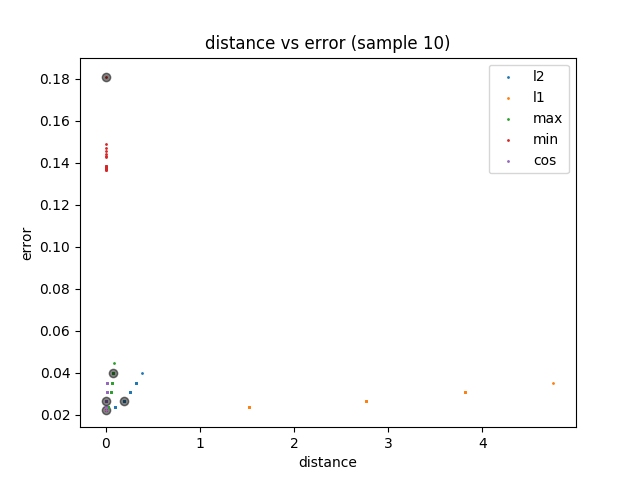 distance vs error (sample 10)
l2
l1
max
min
cos
0.18
0.16
0.14
0.12
0.10
0.08
0.06
0.04
0.02
error
0 1 2 3 4
distance